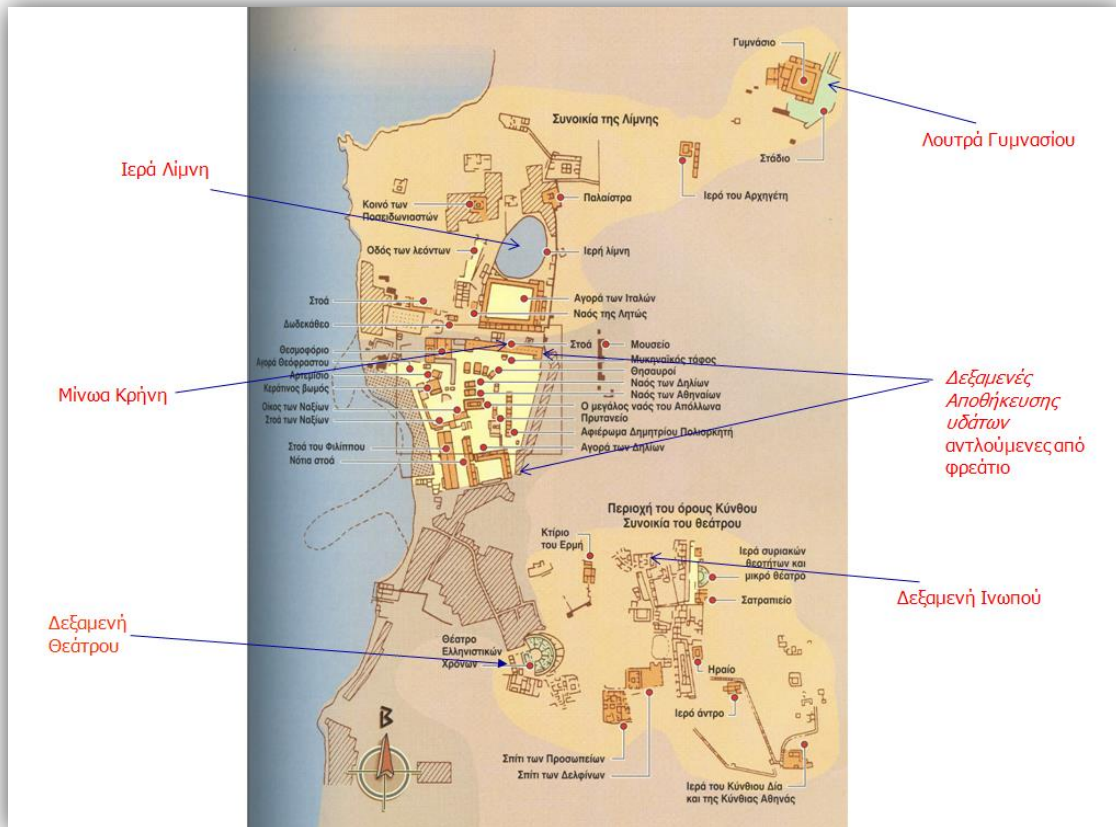 Γυμνάσιο
Λουτρά Γυμνασίου
Συνοικία της Λίμνης
Στάδιο
Ιερά Λίμνη
Ιερό του Αρχηγέτη
Κοινό των
Ποσειδωνιαστών
Παλαίστρα
Οδός των λεόντων
Ιερή λίμνη
Στοά
Αγορά των Ιταλών
Ναός της Λητώς
Δωδεκάθεο
Θεσμοφόριο
Στοά
Μουσείο
Αγορά Θεόφραστου
Μυκηναϊκός τάφος
Αρτεμίσιο
Θησαυροί
Κεράτινος βωμός
Ναός των Δηλίων
Ναός των Αθηναίων
Μίνωα Κρήνη
Δεξαμενές
Αποθήκευσης
υδάτων
αντλούμενες από
φρεάτιο
Οίκος των Ναξίων
Ο μεγάλος ναός του Απόλλωνα
Στοά των Ναξίων
Πρυτανείο
Αφιέρωμα Δημητρίου Πολιορκητή
Στοά του Φιλίππου
Αγορά των Δηλίων
Νότια στοά
Περιοχή του όρους Κύνθου
Συνοικία του θεάτρου
Κτίριο
του Ερμή
Ιερά συριακών
θεοτήτων και
μικρό θέατρο
Σατραπιείο
Δεξαμενή Ινωπού
Δεξαμενή
Θεάτρου
Θέατρο
Ελληνιστικών
Χρόνων
Ηραίο
Ιερό άντρο
Β
Σπίτι των Προσωπείων
Σπίτι των Δελφίνων
Ιερά του Κύνθιου Δία
και της Κύνθιας Αθηνάς